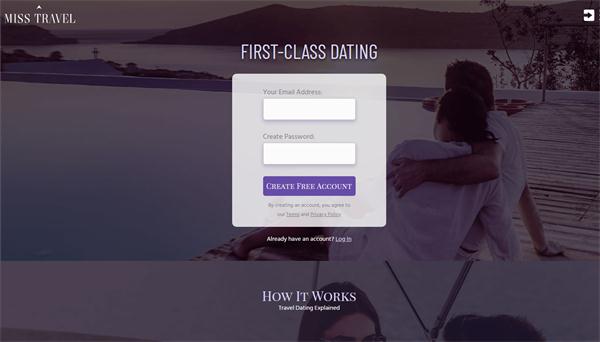 MISS TRAVEL
FIRST-CLASS DATING
Your Email Address:
Create Password:
CREATE FREE ACCOUNT
By creating an account, you agree to
our Terms and Privacy Policy
Already have an account? Log In
HOW IT WORKS
Travel Dating Explained